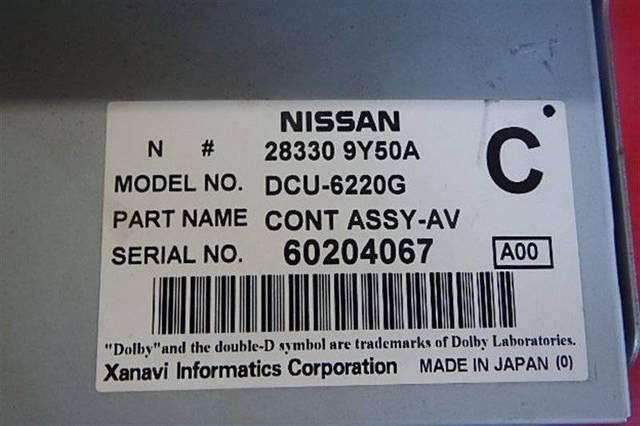 NISSAN
N # 28330 9Y50A
C
MODEL NO. DCU-6220G
PART NAME CONT ASSY-AV
SERIAL NO. 60204067 A00
"Dolby"and the double-D symbol are trademarks of Dolby Laboratories.
Xanavi Informatics Corporation MADE IN JAPAN (0)